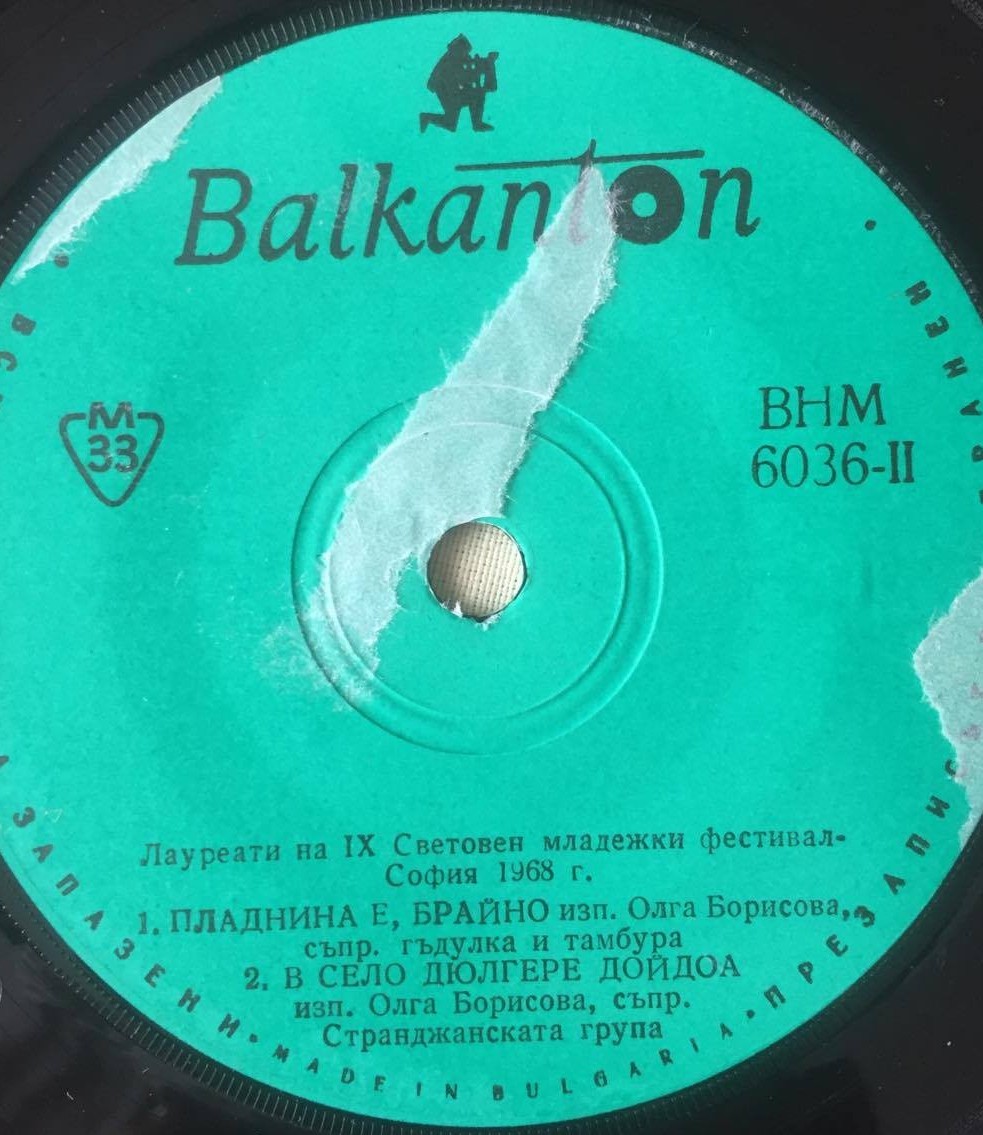 Balkanton
M
33
ВНМ
6036-II
Лауреати на IX Световен младежки фестивал-
София 1968 г.
1. ПЛАДНИНА Е, БРАЙНО изп. Олга Борисова,
съпр. гъдулка и тамбура
2. В СЕЛО ДЮЛГЕРЕ ДОЙДОА
изп. Олга Борисова, съпр.
Странджанската група
ЗАПАЗЕНИ • MADE IN BULGARIA • ПРЕЗАПИС